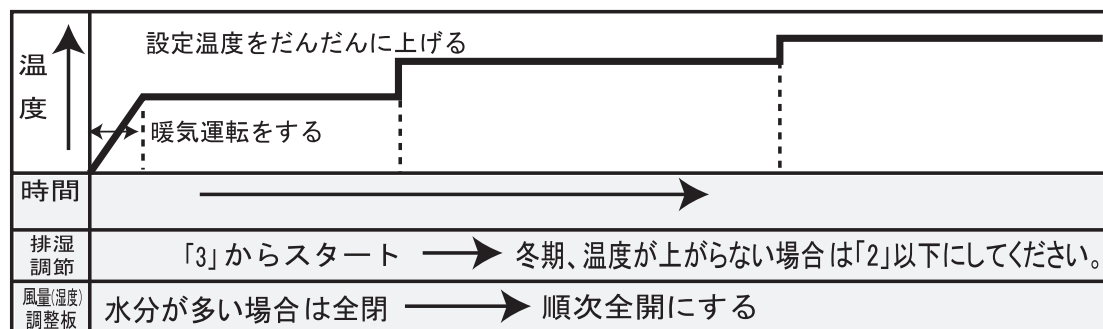 温度
設定温度をだんだんに上げる
暖気運転をする
時間
排湿調節
「3」からスタート
冬期、温度が上がらない場合は「2」以下にしてください。
風量(湿度)調整板
水分が多い場合は全閉
順次全開にする